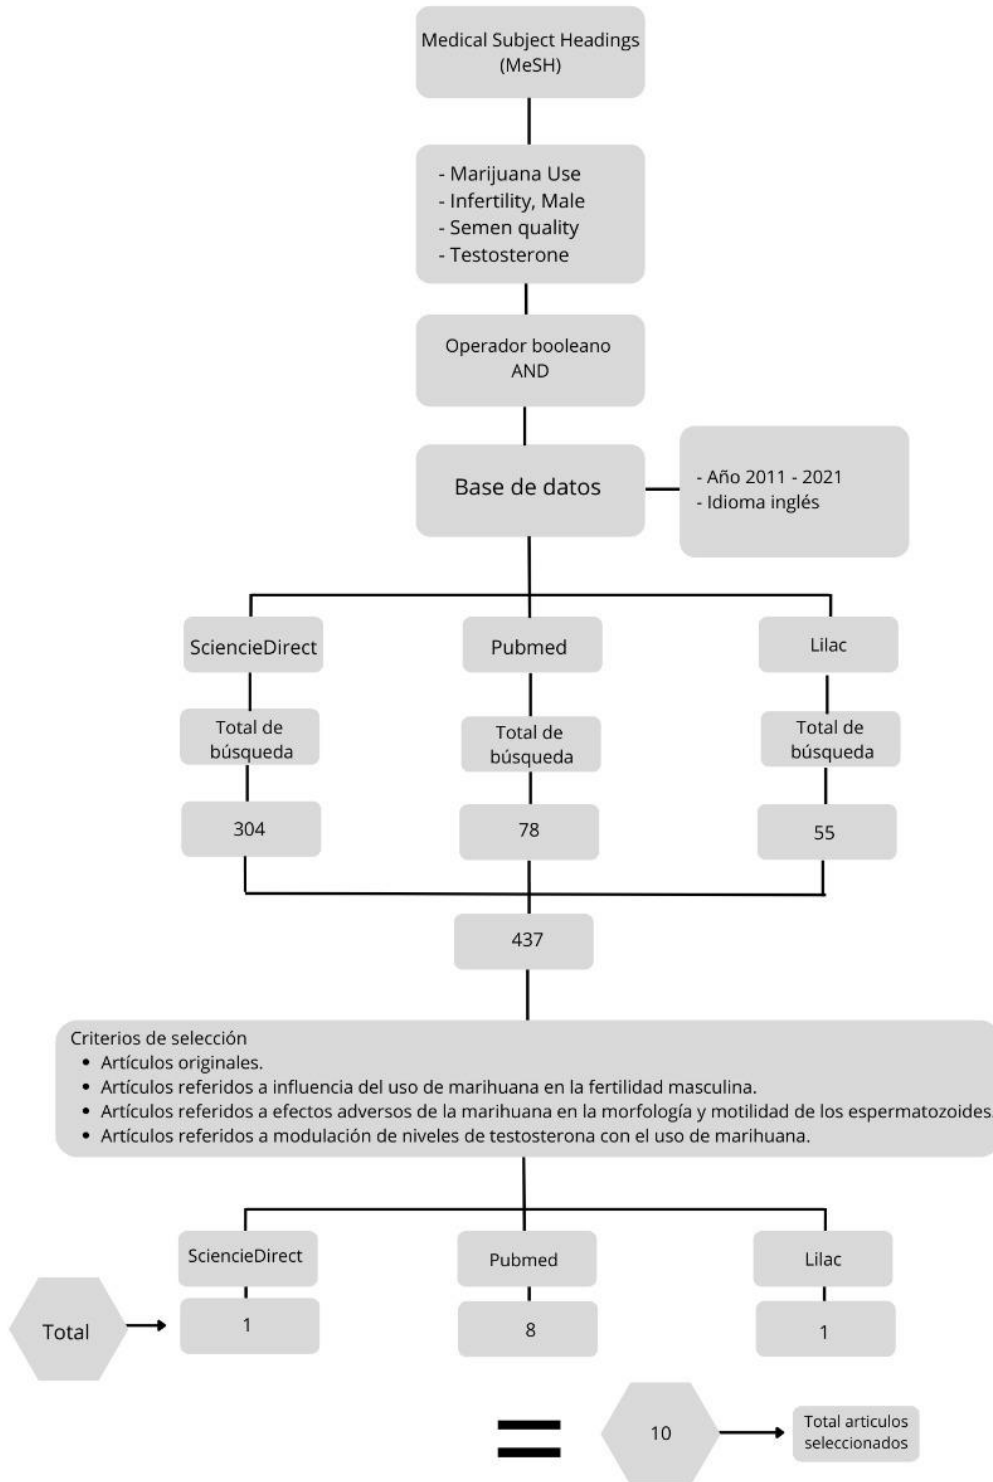 Medical Subject Headings
(MeSH)
- Marijuana Use
- Infertility, Male
- Semen quality
- Testosterone
Operador booleano
AND
Base de datos
- Año 2011 - 2021
- Idioma inglés
SciencieDirect
Pubmed
Lilac
Total de
búsqueda
Total de
búsqueda
Total de
búsqueda
304
78
55
437
Criterios de selección
• Artículos originales.
• Artículos referidos a influencia del uso de marihuana en la fertilidad masculina.
• Artículos referidos a efectos adversos de la marihuana en la morfología y motilidad de los espermatozoides.
• Artículos referidos a modulación de niveles de testosterona con el uso de marihuana.
SciencieDirect
Pubmed
Lilac
Total
1
8
1
=
10
Total articulos
seleccionados